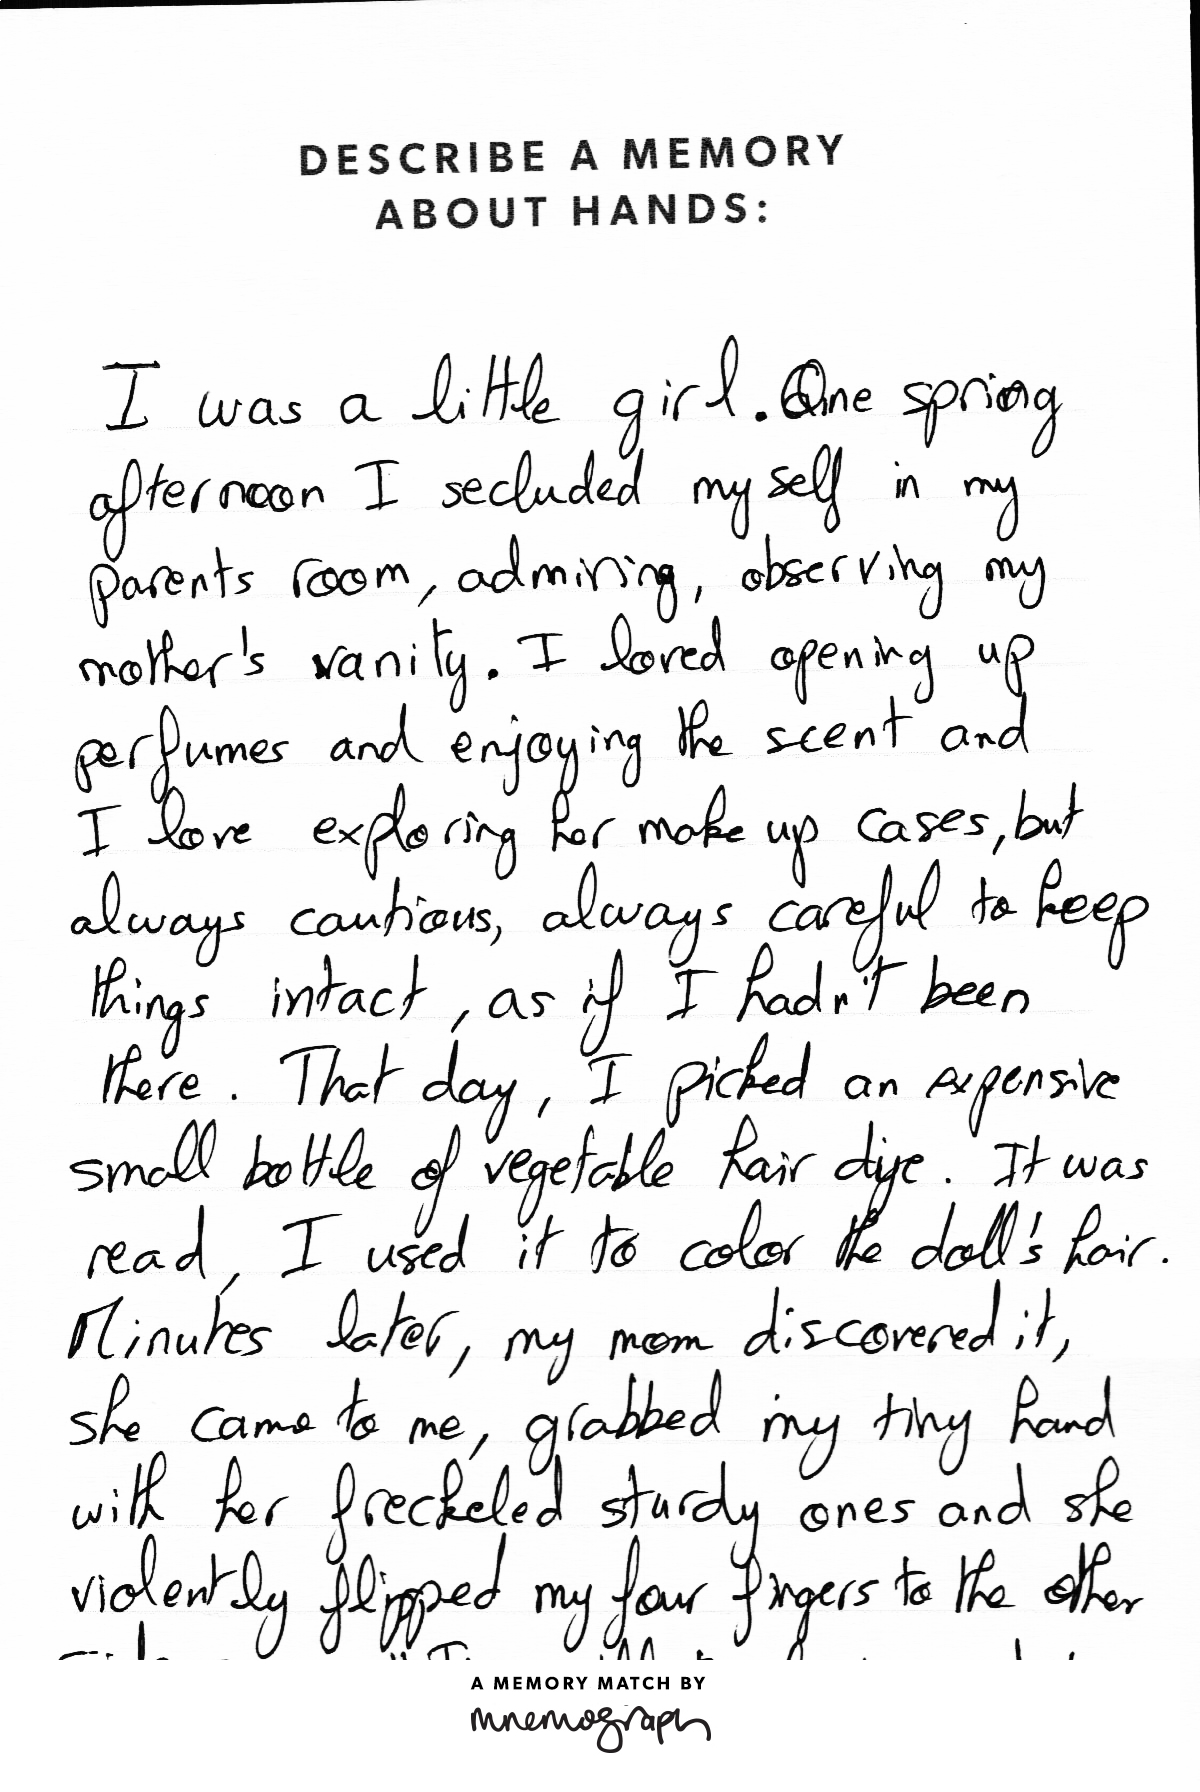 DESCRIBE A MEMORY
ABOUT HANDS:
I was a little girl. One spring
afternoon I secluded myself in my
parents room, admiring, observing my
mother's vanity. I loved opening up
perfumes and enjoying the scent and
I love exploring her make up cases, but
always cautious, always careful to keep
things intact, as if I hadn't been
there. That day, I picked an expensive
small bottle of vegetable hair dye. It was
read, I used it to color the doll's hair.
Minutes later, my mom discovered it,
she came to me, grabbed my tiny hand
with her freckeled sturdy ones and she
violently flipped my four fingers to the other
A MEMORY MATCH BY
mnemograph